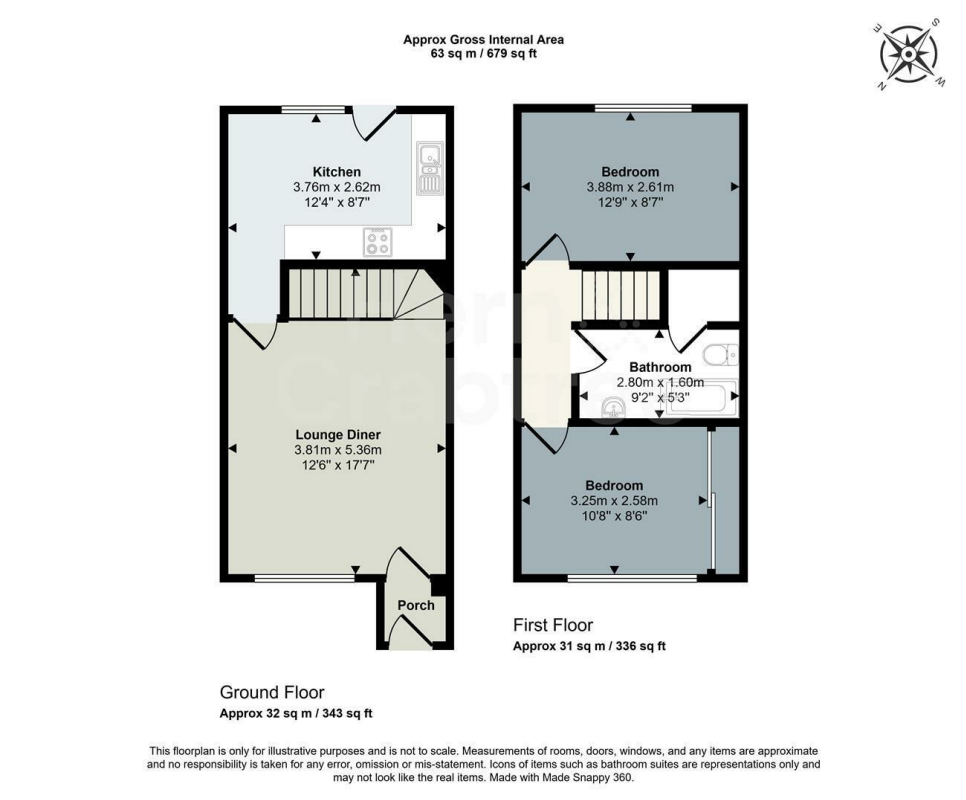 Approx Gross Internal Area
63 sq m / 679 sq ft
E
S
N
W
Kitchen
3.76m x 2.62m
12'4" x 8'7"
Bedroom
3.88m x 2.61m
12'9" x 8'7"
Bathroom
2.80m x 1.60m
9'2" x 5'3"
Lounge Diner
3.81m x 5.36m
12'6" x 17'7"
Bedroom
3.25m x 2.58m
10'8" x 8'6"
Porch
First Floor
Approx 31 sq m / 336 sq ft
Ground Floor
Approx 32 sq m / 343 sq ft
This floorplan is only for illustrative purposes and is not to scale. Measurements of rooms, doors, windows, and any items are approximate
and no responsibility is taken for any error, omission or mis-statement. Icons of items such as bathroom suites are representations only and
may not look like the real items. Made with Made Snappy 360.